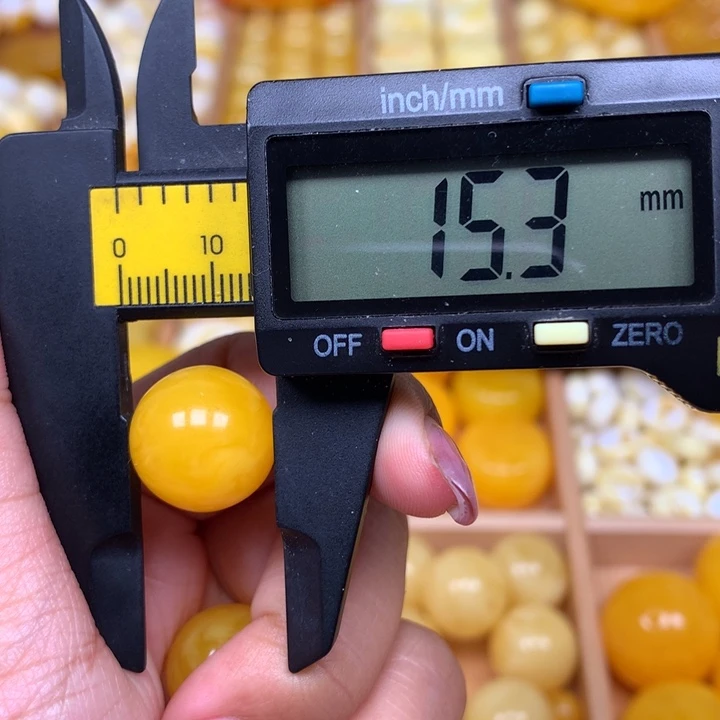 inch/mm
15.3 mm
0 10
OFF ON ZERO